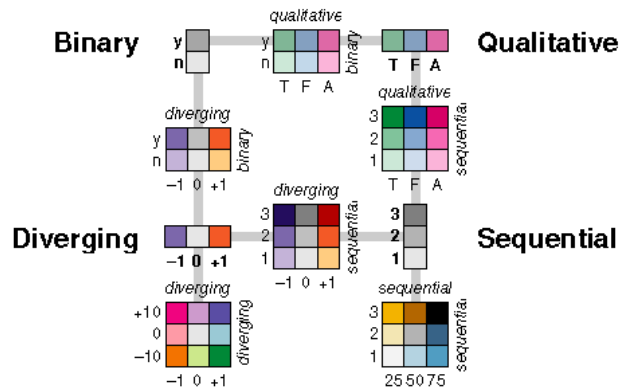 qualitative
Binary
y
n
y
n
binary
T F A
T F A
Qualitative
diverging
y
n
binary
−1 0 +1
qualitative
3
2
1
sequential
T F A
diverging
3
2
1
sequential
−1 0 +1
Diverging
−1 0 +1
3
2
1
Sequential
diverging
+10
0
−10
diverging
−1 0 +1
sequential
3
2
1
sequential
25 50 75